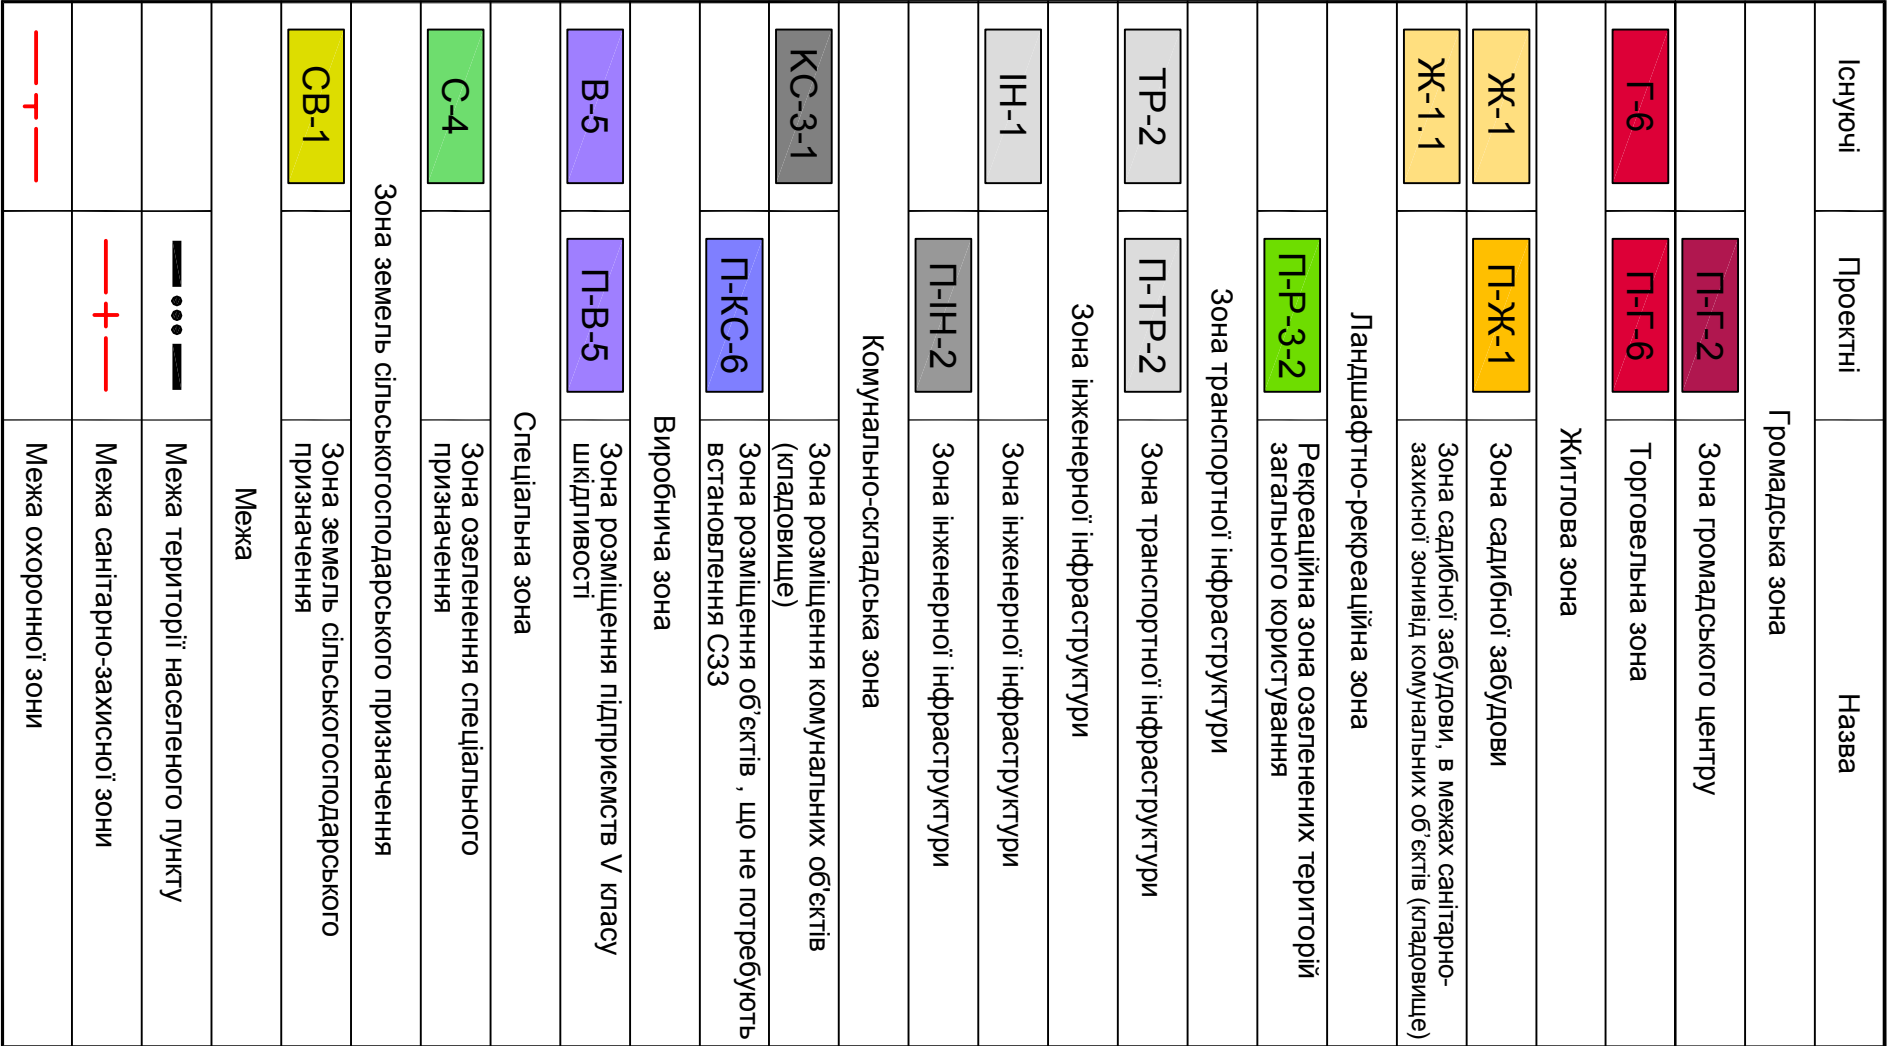 Існуючі
Проектні
Назва
Громадська зона
П-Г-2
Зона громадського центру
Г-6
П-Г-6
Торговельна зона
Житлова зона
Ж-1
П-Ж-1
Зона садибної забудови
Ж-1.1
Зона садибної забудови, в межах санітарно-
захисної зонивід комунальних об'єктів (кладовище)
Ландшафтно-рекреаційна зона
П-Р-3-2
Рекреаційна зона озеленених територій
загального користування
Зона транспортної інфраструктури
ТР-2
П-ТР-2
Зона транспортної інфраструктури
Зона інженерної інфраструктури
ІН-1
Зона інженерної інфраструктури
П-ІН-2
Зона інженерної інфраструктури
Комунально-складська зона
КС-3-1
Зона розміщення комунальних об'єктів
(кладовище)
П-КС-6
Зона розміщення об'єктів , що не потребують
встановлення СЗЗ
Виробнича зона
В-5
П-В-5
Зона розміщення підприємств V класу
шкідливості
Спеціальна зона
С-4
Зона озеленення спеціального
призначення
Зона земель сільськогосподарського призначення
СВ-1
Зона земель сільськогосподарського
призначення
Межа
Межа території населеного пункту
Межа санітарно-захисної зони
Межа охоронної зони